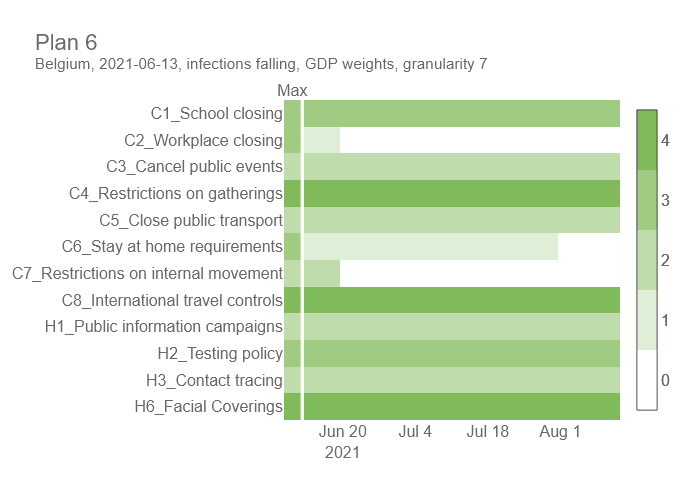 Plan 6
Belgium, 2021-06-13, infections falling, GDP weights, granularity 7
Max
C1_School closing
C2_Workplace closing
C3_Cancel public events
C4_Restrictions on gatherings
C5_Close public transport
C6_Stay at home requirements
C7_Restrictions on internal movement
C8_International travel controls
H1_Public information campaigns
H2_Testing policy
H3_Contact tracing
H6_Facial Coverings
Jun 20 Jul 4 Jul 18 Aug 1
2021
4
3
2
1
0